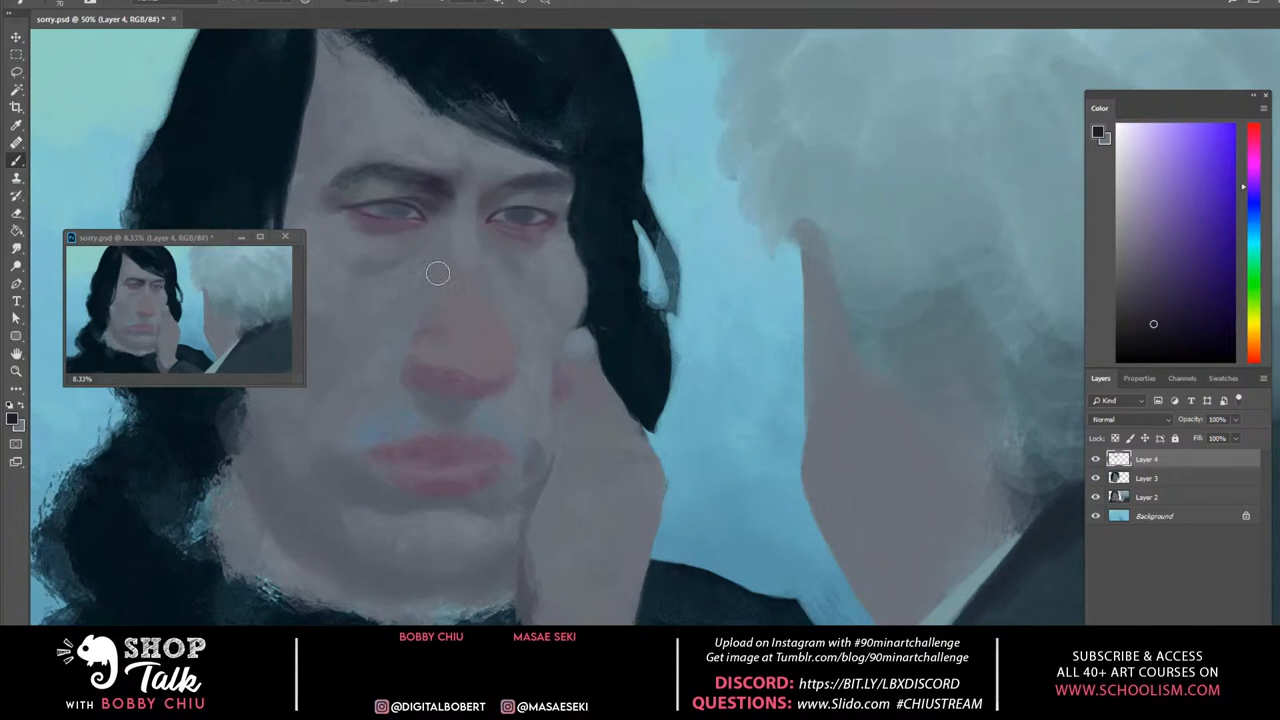 70
sorry.psd @ 50% (Layer 4, RGB/8#) *
sorry.psd @ 8.33% (Layer 4, RGB/8#) *
8.33%
Color
Layers
Properties
Channels
Swatches
Kind
Normal
Opacity: 100%
Lock:
Fill: 100%
Layer 4
Layer 3
Layer 2
Background
SHOP
Talk
WITH BOBBY CHIU
BOBBY CHIU
MASAE SEKI
@DIGITALBOBERT
@MASAESEKI
Upload on Instagram with #90minartchallenge
Get image at Tumblr.com/blog/90minartchallenge
DISCORD: https://BIT.LY/LBXDISCORD
QUESTIONS: www.Slido.com #CHIUSTREAM
SUBSCRIBE & ACCESS
ALL 40+ ART COURSES ON
WWW.SCHOOLISM.COM